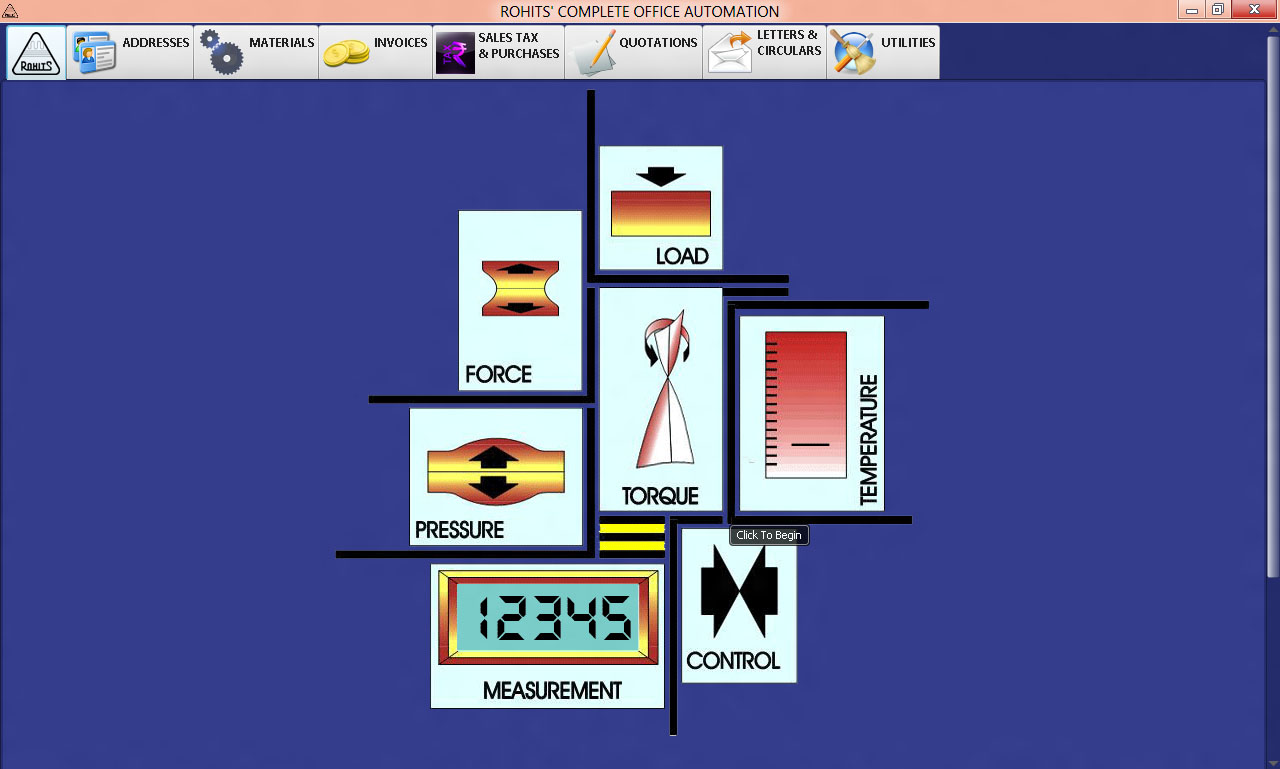 ROHITS' COMPLETE OFFICE AUTOMATION
ROHITS
ADDRESSES
MATERIALS
INVOICES
TAX
SALES TAX
& PURCHASES
QUOTATIONS
LETTERS &
CIRCULARS
UTILITIES
LOAD
FORCE
TORQUE
TEMPERATURE
PRESSURE
Click To Begin
12345
MEASUREMENT
CONTROL